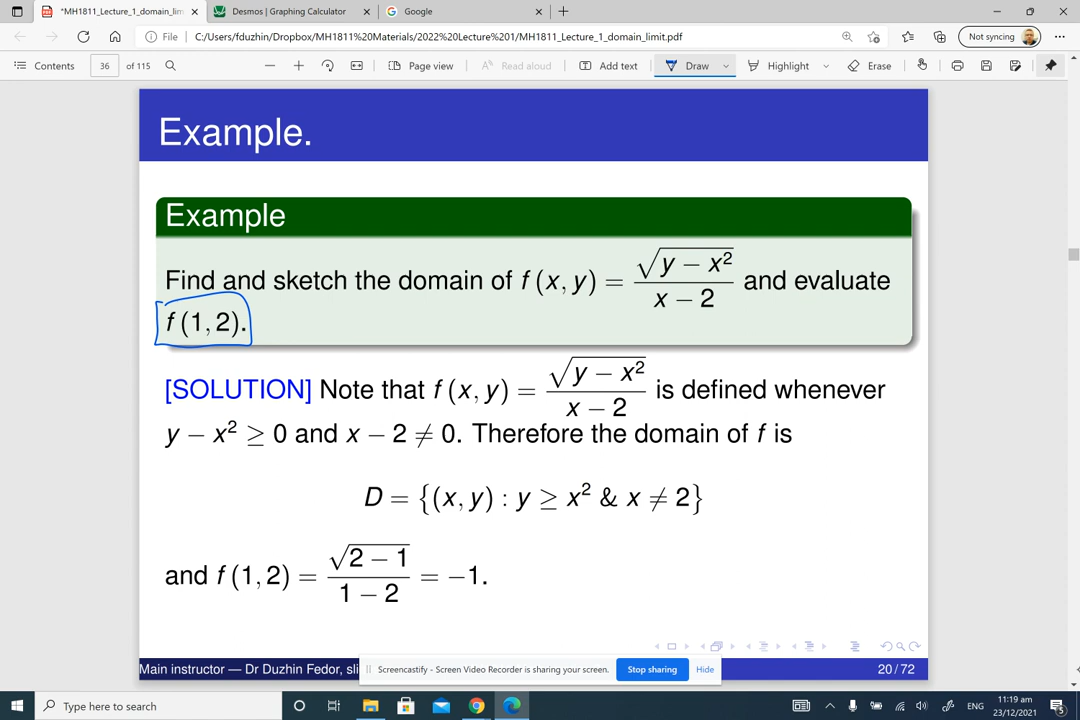 *MH1811_Lecture_1_domain_lim
Desmos | Graphing Calculator
Google
File
C:/Users/fduzhin/Dropbox/MH1811%20Materials/2022%20Lecture%201/MH1811_Lecture_1_domain_limit.pdf
Not syncing
Contents
36
of 115
Page view
Read aloud
Add text
Draw
Highlight
Erase
Example.
Example
Find and sketch the domain of f(x, y) = √(y − x²) / (x − 2) and evaluate
f(1, 2).
[SOLUTION] Note that f(x, y) = √(y − x²) / (x − 2) is defined whenever
y − x² ≥ 0 and x − 2 ≠ 0. Therefore the domain of f is
D = {(x, y) : y ≥ x² & x ≠ 2}
and f(1, 2) = √(2 − 1) / (1 − 2) = −1.
Main instructor — Dr Duzhin Fedor, sli
Screencastify - Screen Video Recorder is sharing your screen.
Stop sharing
Hide
20/72
Type here to search
ENG
11:19 am
23/12/2021
5